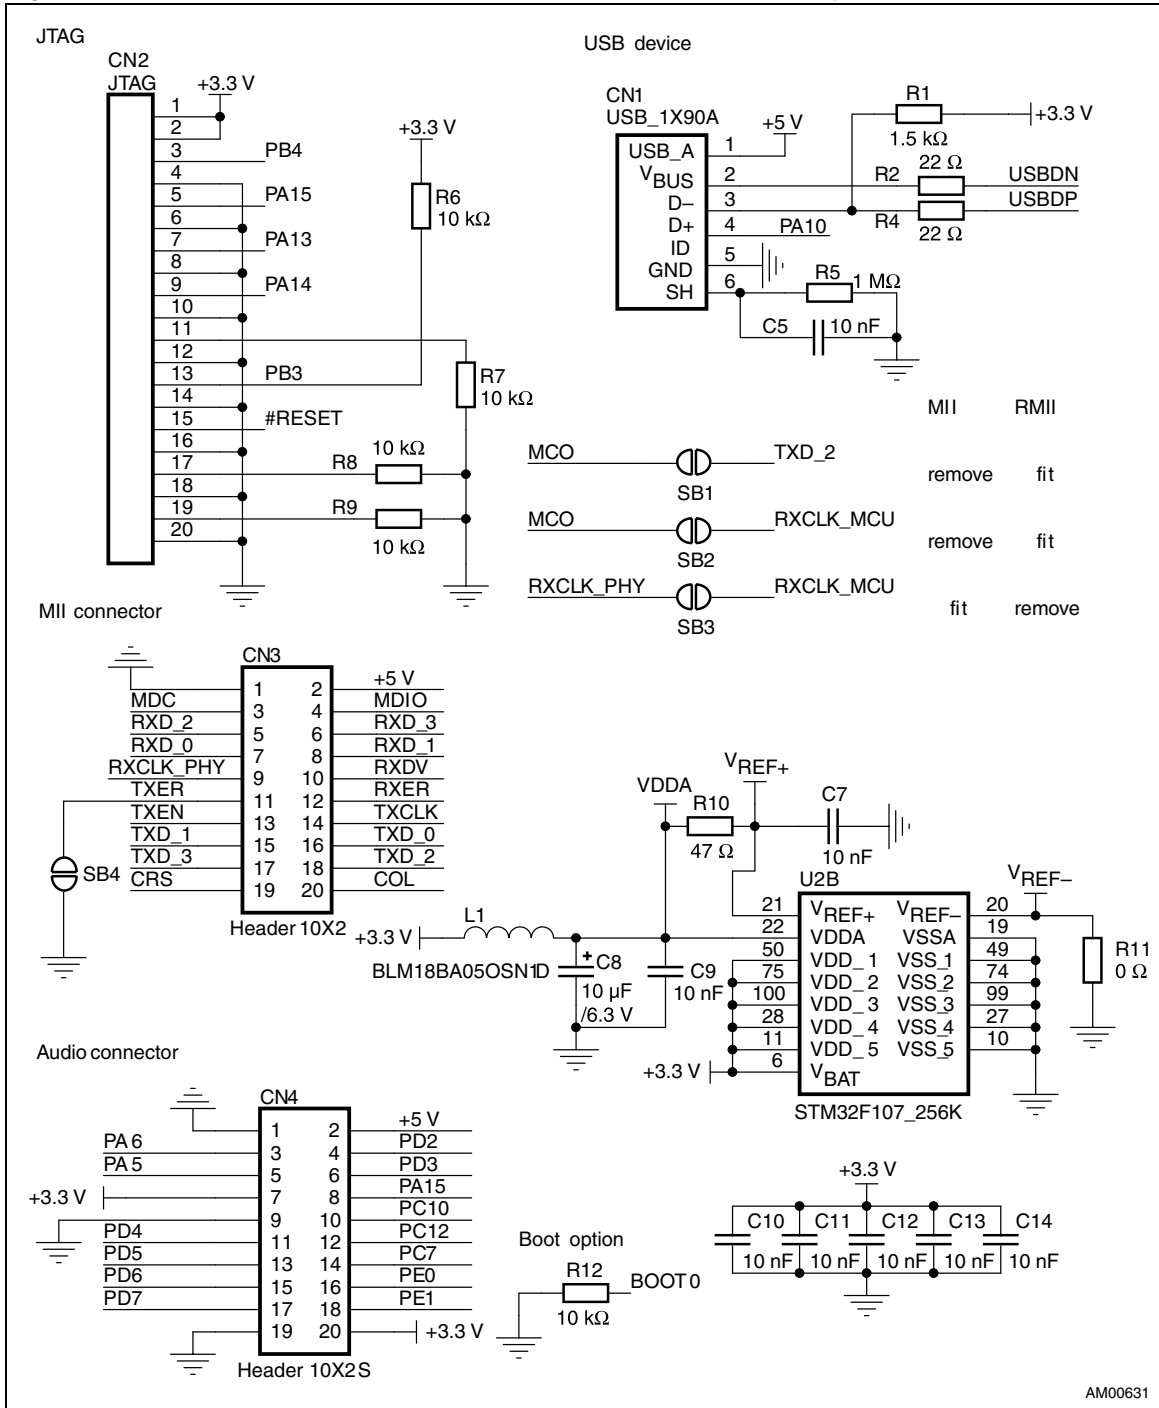 JTAG
CN2
JTAG
+3.3 V
1
2
3 PB4
4
5 PA15
6
7 PA13
8
9 PA14
10
11
12
13 PB3
14
15 #RESET
16
17
18
19
20
+3.3 V
R6
10 kΩ
R7
10 kΩ
10 kΩ
R8
R9
10 kΩ
USB device
CN1
USB_1X90A
USB_A 1
VBUS 2
D– 3
D+ 4 PA10
ID 5
GND 6
SH
+5 V
R1
1.5 kΩ
+3.3 V
22 Ω
R2 USBDN
R4 USBDP
22 Ω
R5 1 MΩ
C5 10 nF
MII RMII
MCO TXD_2
SB1
remove fit
MCO RXCLK_MCU
SB2
remove fit
RXCLK_PHY RXCLK_MCU
SB3
fit remove
MII connector
CN3
1 2 +5 V
MDC 3 4 MDIO
RXD_2 5 6 RXD_3
RXD_0 7 8 RXD_1
RXCLK_PHY 9 10 RXDV
TXER 11 12 RXER
TXEN 13 14 TXCLK
TXD_1 15 16 TXD_0
TXD_3 17 18 TXD_2
CRS 19 20 COL
SB4
Header 10X2
VREF+
VDDA
R10
47 Ω
C7
10 nF
U2B
VREF–
L1
+3.3 V
BLM18BA05OSN1D
+ C8
10 µF
/6.3 V
C9
10 nF
21 VREF+ VREF– 20
22 VDDA VSSA 19
50 VDD_1 VSS_1 49
75 VDD_2 VSS_2 74
100 VDD_3 VSS_3 99
28 VDD_4 VSS_4 27
11 VDD_5 VSS_5 10
+3.3 V 6 VBAT
R11
0 Ω
STM32F107_256K
Audio connector
CN4
1 2 +5 V
PA6 3 4 PD2
PA5 5 6 PD3
+3.3 V 7 8 PA15
9 10 PC10
PD4 11 12 PC12
PD5 13 14 PC7
PD6 15 16 PE0
PD7 17 18 PE1
19 20 +3.3 V
Header 10X2S
Boot option
R12
BOOT0
10 kΩ
+3.3 V
C10 C11 C12 C13 C14
10 nF 10 nF 10 nF 10 nF 10 nF
AM00631